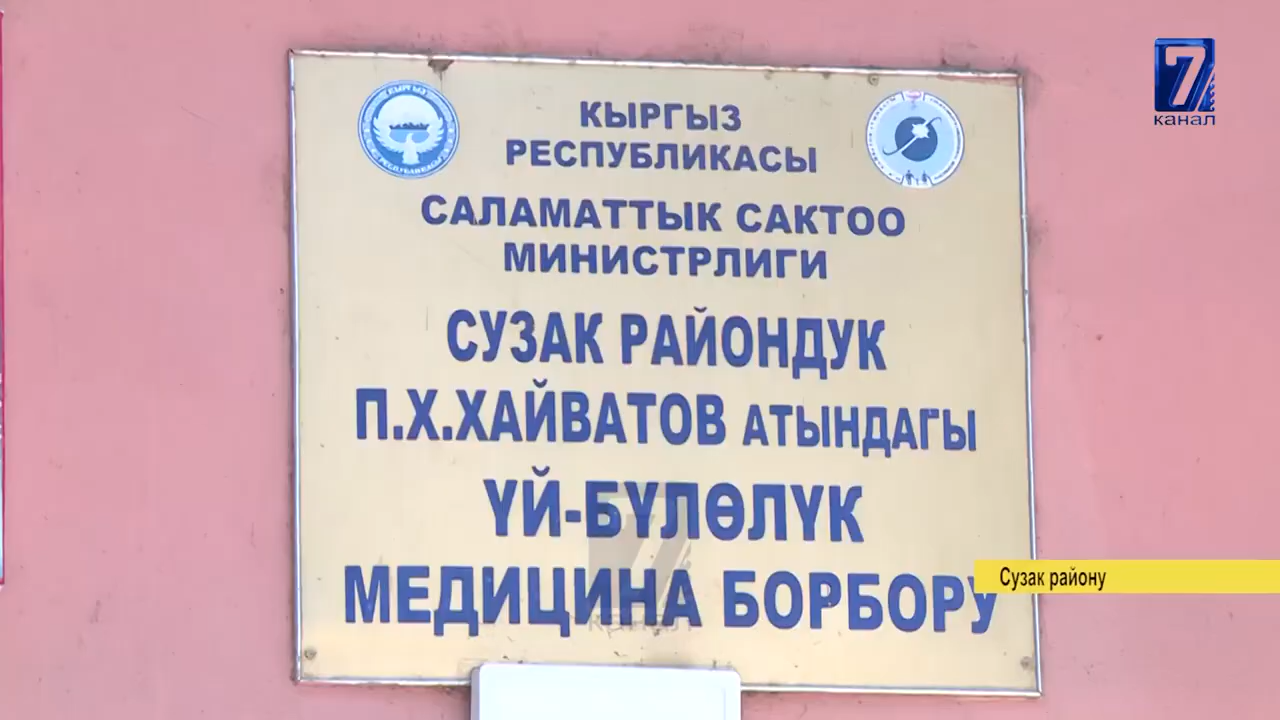 7
канал
КЫРГЫЗ
РЕСПУБЛИКАСЫ
САЛАМАТТЫК САКТОО
МИНИСТРЛИГИ
СУЗАК РАЙОНДУК
П.Х.ХАЙВАТОВ АТЫНДАГЫ
ҮЙ-БҮЛӨЛҮК
МЕДИЦИНА БОРБОРУ
Сузак району